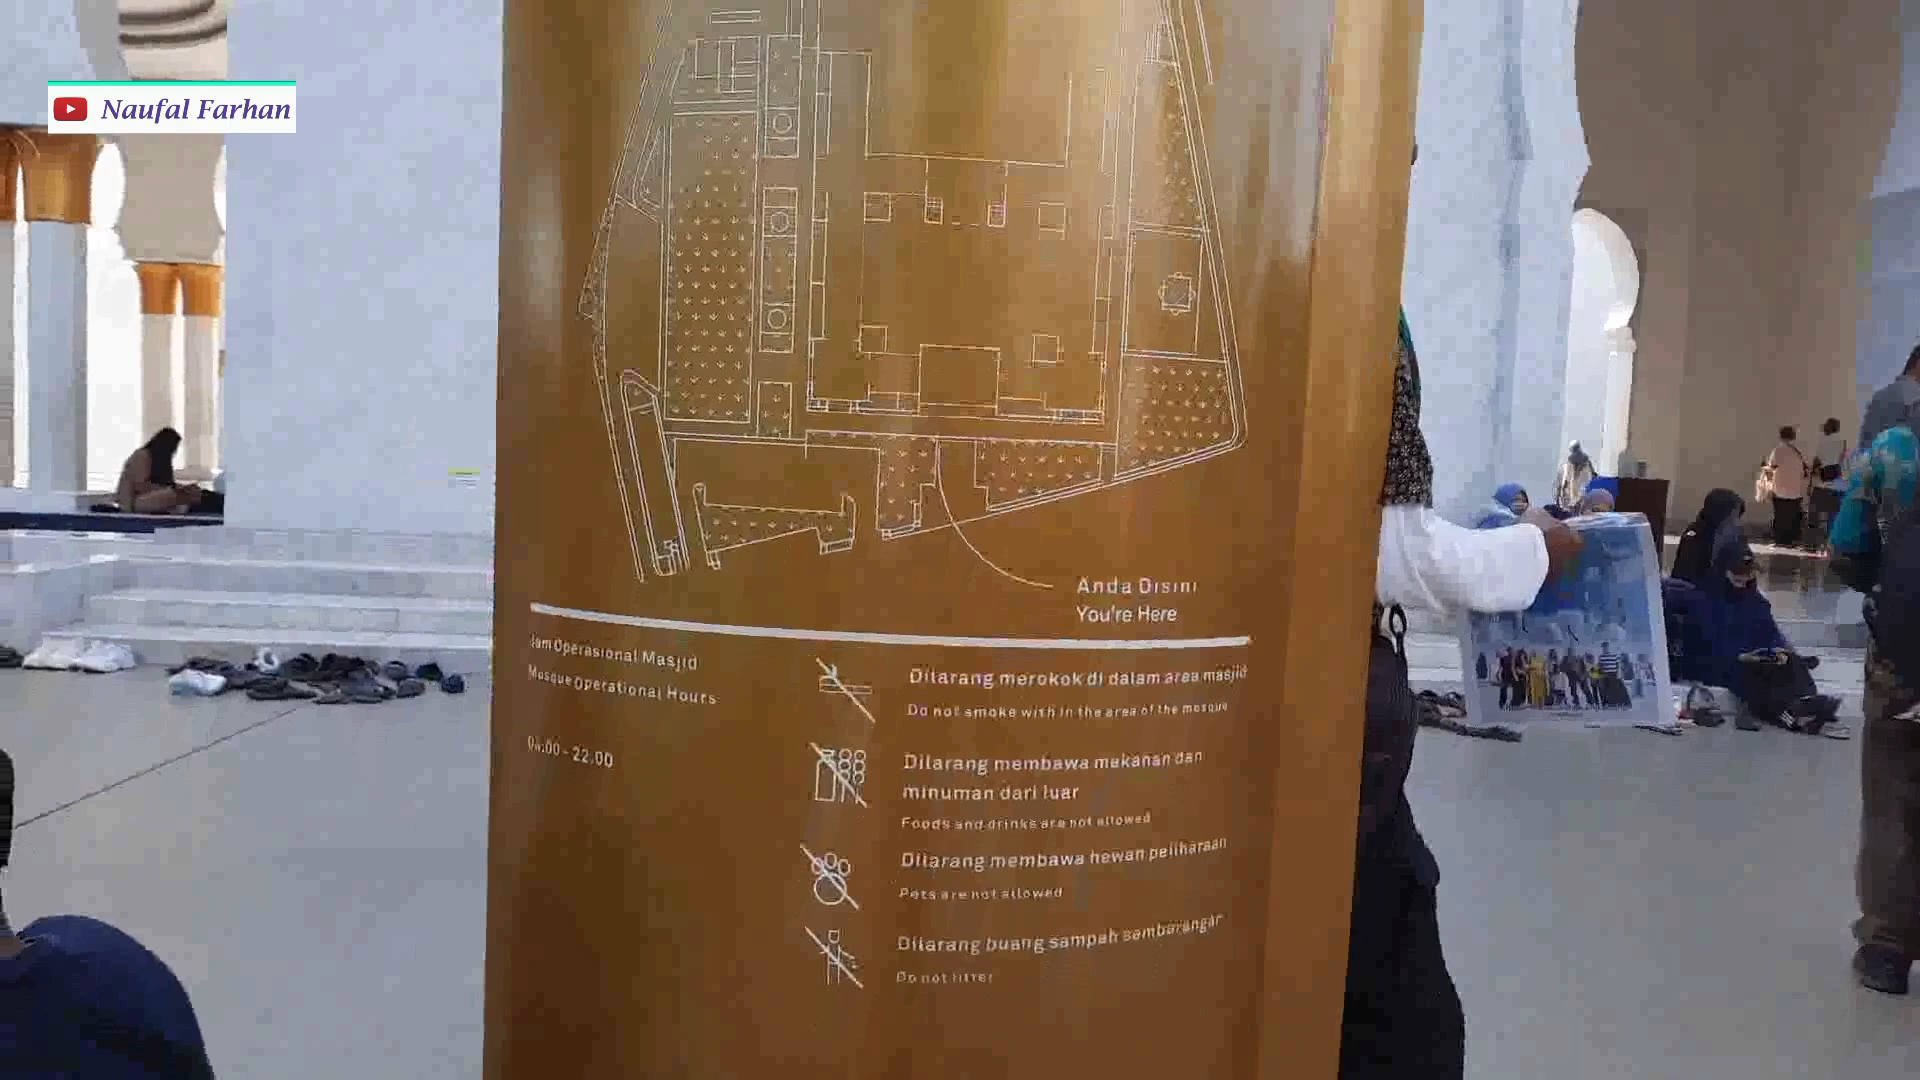 Naufal Farhan
Anda Disini
You're Here
Jam Operasional Masjid
Mosque Operational Hours
22.00
Dilarang merokok di dalam area masjid
Do not smoke with in the area of the mosque
Dilarang membawa makanan dan
minuman dari luar
Foods and drinks are not allowed
Dilarang membawa hewan peliharaan
Pets are not allowed
Dilarang buang sampah sembarangan
Do not litter